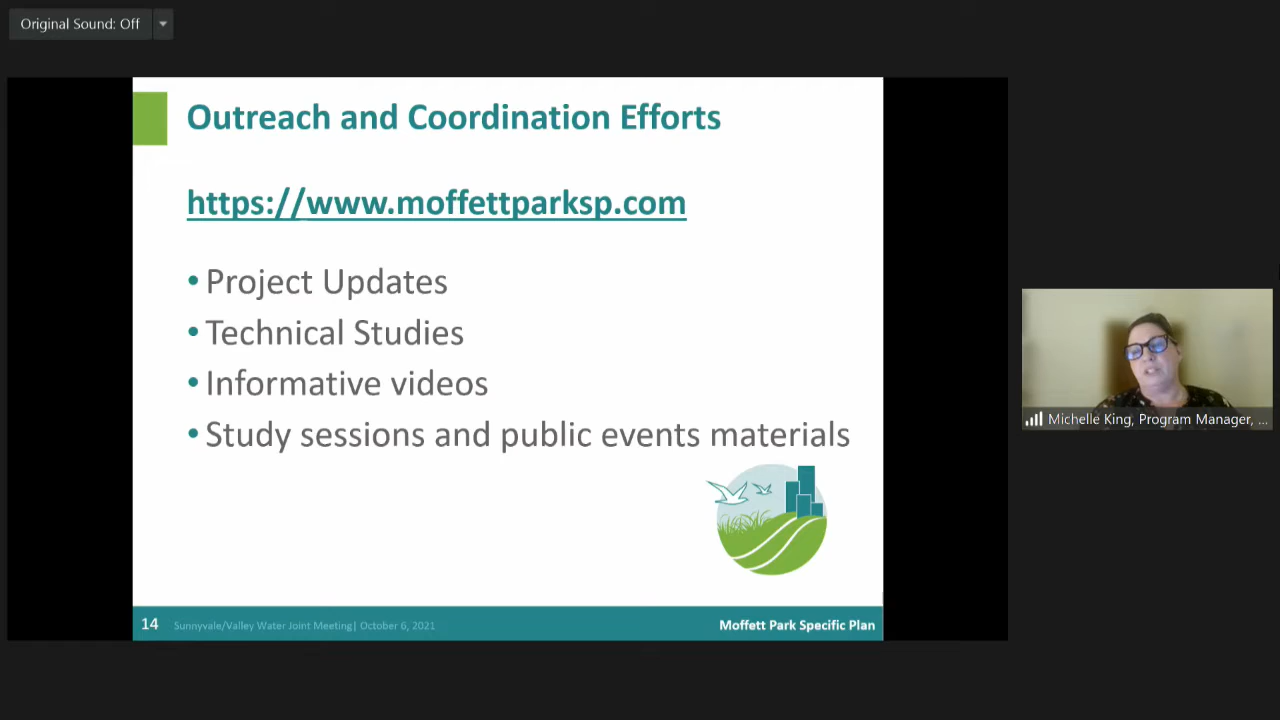 Original Sound: Off
Outreach and Coordination Efforts
https://www.moffettparksp.com
• Project Updates
• Technical Studies
• Informative videos
• Study sessions and public events materials
14 Sunnyvale/Valley Water Joint Meeting| October 6, 2021 Moffett Park Specific Plan
Michelle King, Program Manager, ...